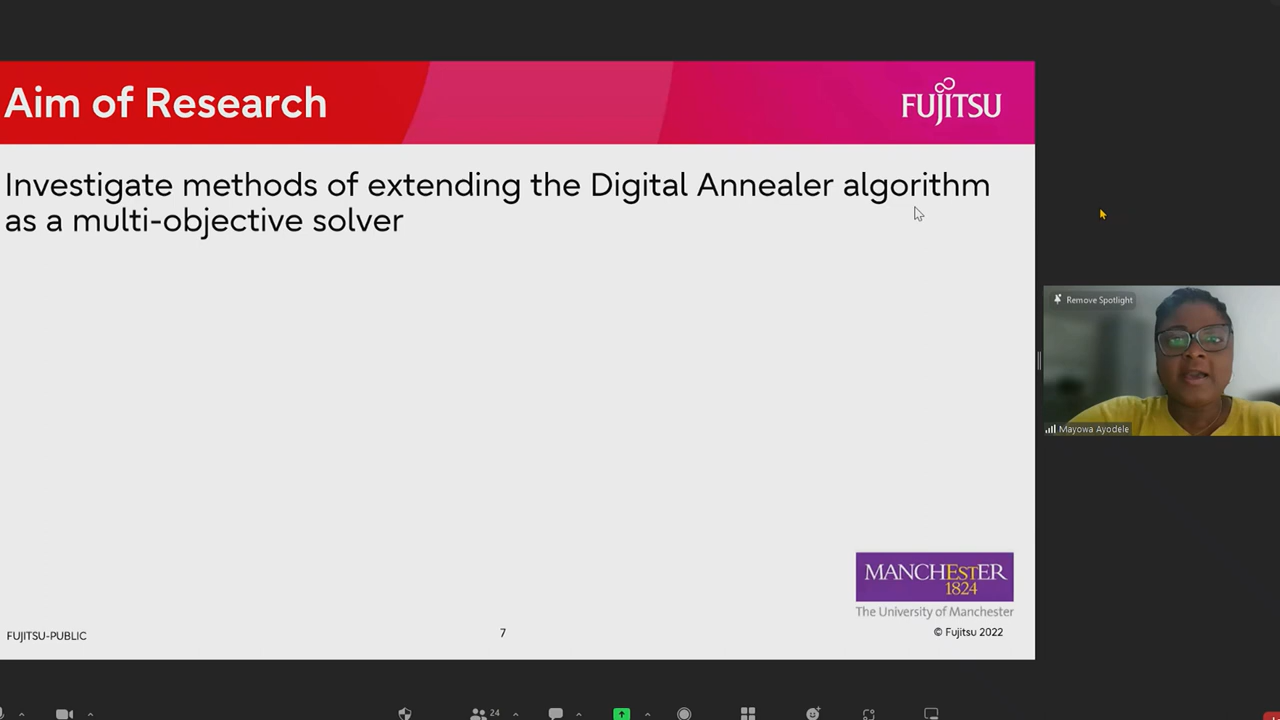 Aim of Research
FUJITSU
Investigate methods of extending the Digital Annealer algorithm
as a multi-objective solver
Remove Spotlight
Mayowa Ayodele
MANCHESTER
1824
The University of Manchester
FUJITSU-PUBLIC
7
© Fujitsu 2022
24